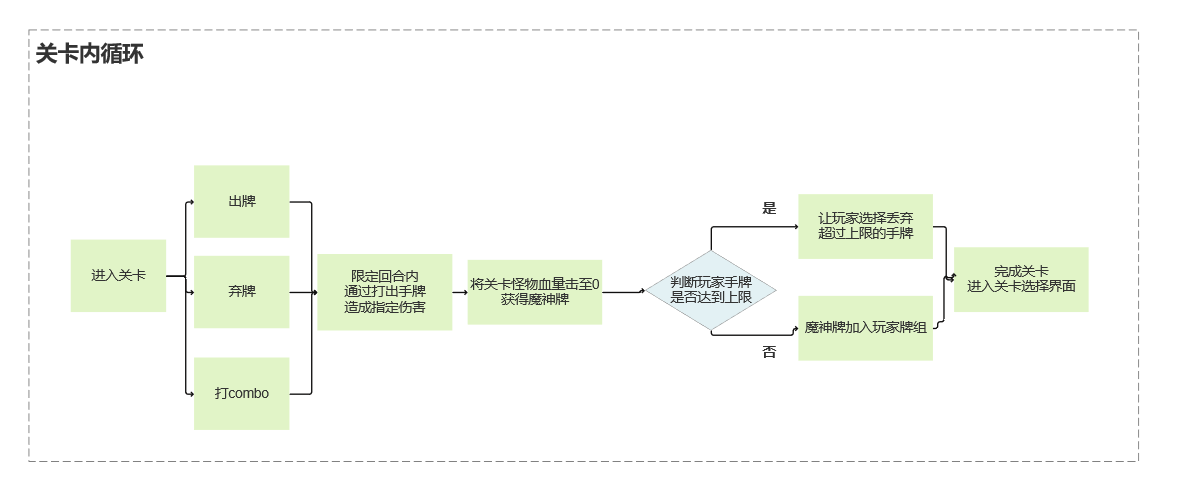 关卡内循环
进入关卡
出牌
弃牌
打combo
限定回合内
通过打出手牌
造成指定伤害
将关卡怪物血量击至0
获得魔神牌
判断玩家手牌
是否达到上限
是
让玩家选择丢弃
超过上限的手牌
否
魔神牌加入玩家牌组
完成关卡
进入关卡选择界面